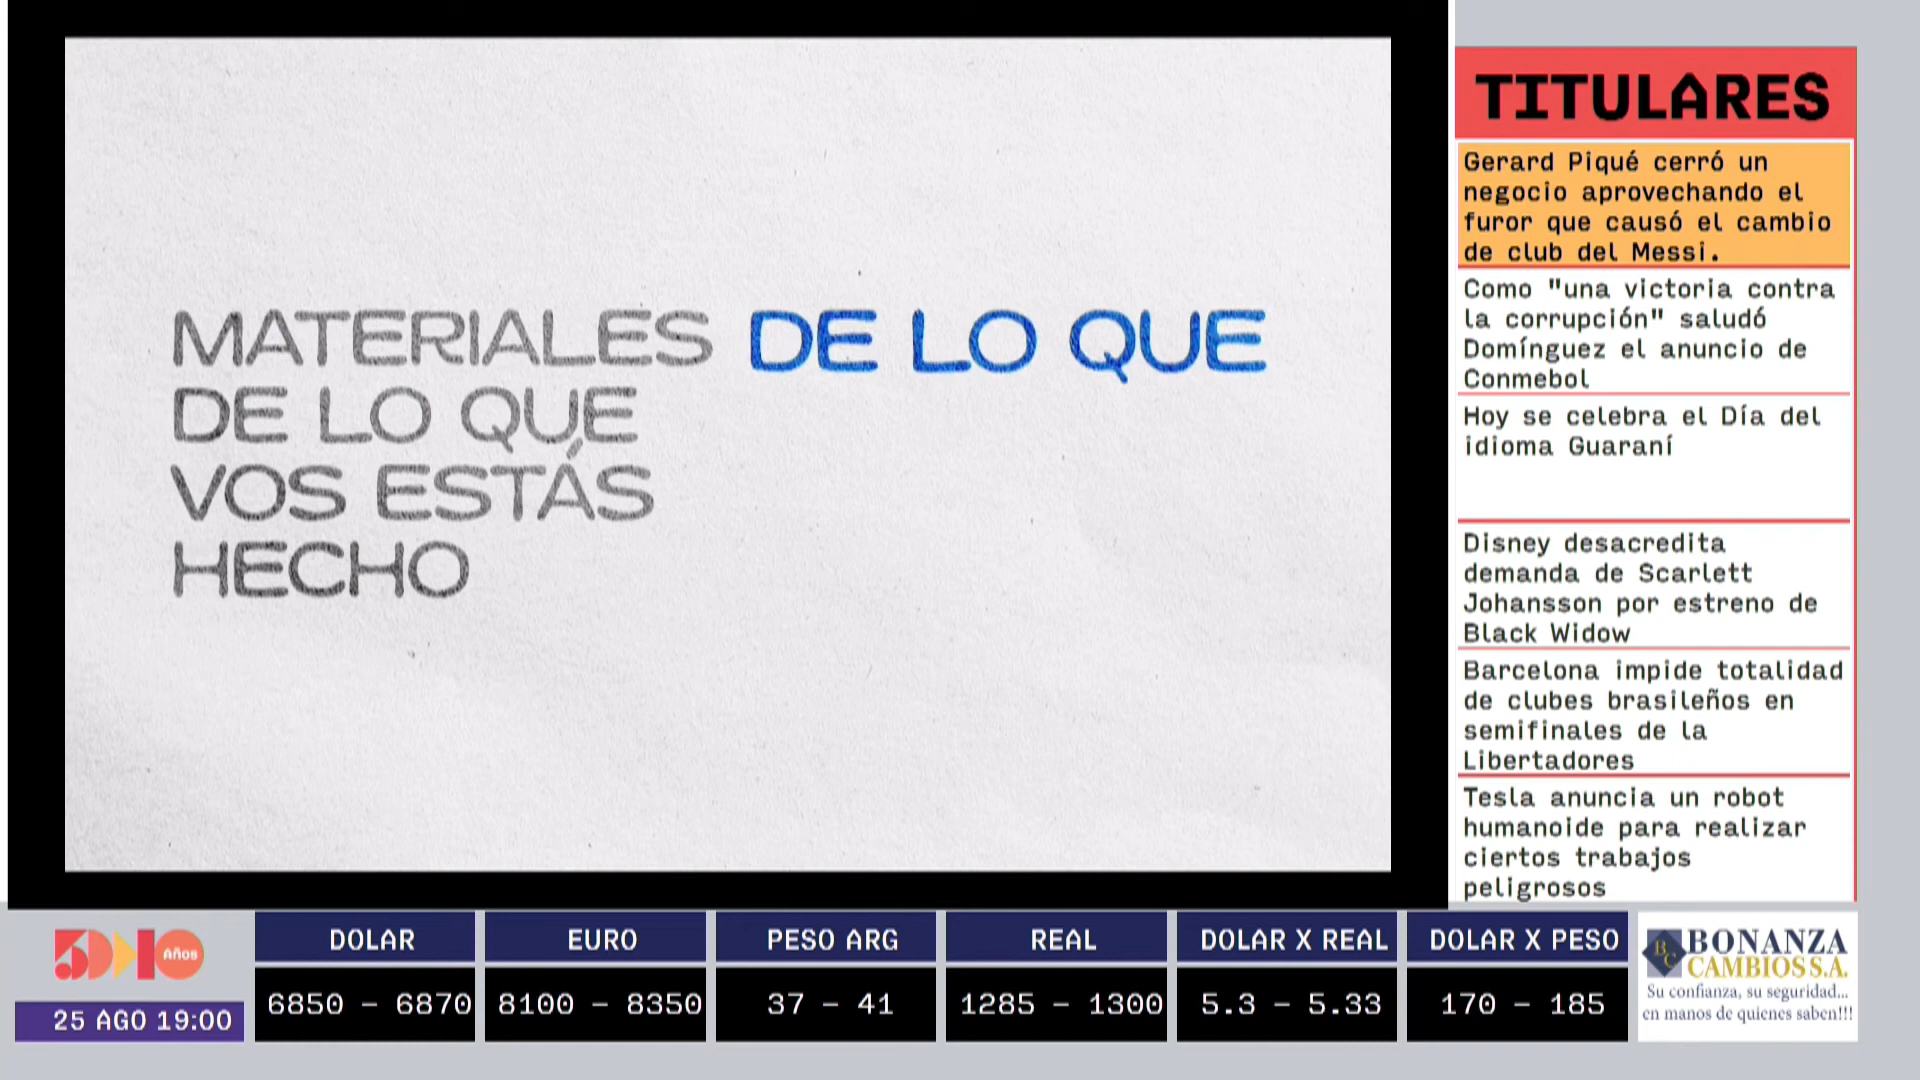 MATERIALES DE LO QUE
DE LO QUE
VOS ESTÁS
HECHO
TITULARES
Gerard Piqué cerró un
negocio aprovechando el
furor que causó el cambio
de club del Messi.
Como "una victoria contra
la corrupción" saludó
Domínguez el anuncio de
Conmebol
Hoy se celebra el Día del
idioma Guaraní
Disney desacredita
demanda de Scarlett
Johansson por estreno de
Black Widow
Barcelona impide totalidad
de clubes brasileños en
semifinales de la
Libertadores
Tesla anuncia un robot
humanoide para realizar
ciertos trabajos
peligrosos
Años
25 AGO 19:00
DOLAR
6850 - 6870
EURO
8100 - 8350
PESO ARG
37 - 41
REAL
1285 - 1300
DOLAR X REAL
5.3 - 5.33
DOLAR X PESO
170 - 185
BC
BONANZA
CAMBIOS S.A.
Su confianza, su seguridad...
en manos de quienes saben!!!